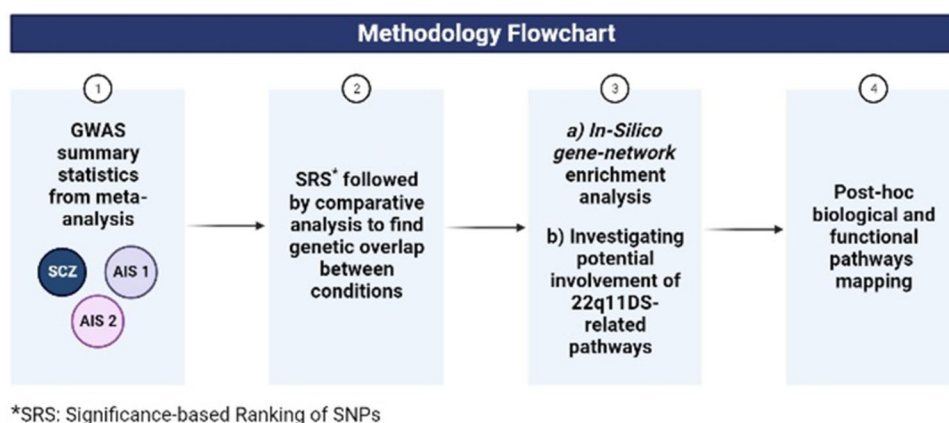 Methodology Flowchart
1
GWAS
summary
statistics
from meta-
analysis
SCZ
AIS 1
AIS 2
2
SRS* followed
by comparative
analysis to find
genetic overlap
between
conditions
3
a) In-Silico
gene-network
enrichment
analysis
b) Investigating
potential
involvement of
22q11DS-
related
pathways
4
Post-hoc
biological and
functional
pathways
mapping
*SRS: Significance-based Ranking of SNPs